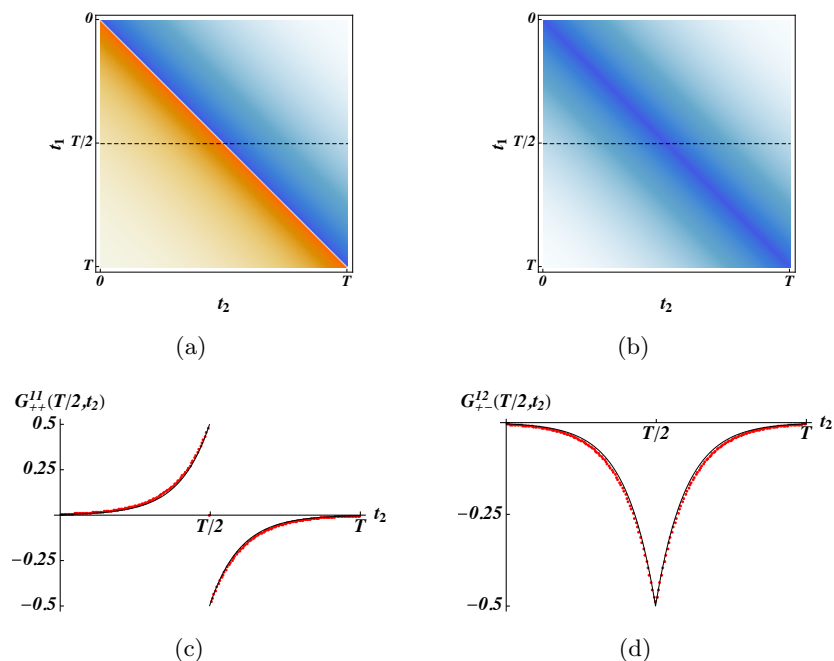 0
T/2
t₁
T
0
T
t₂
(a)
0
T/2
t₁
T
0
T
t₂
(b)
G¹¹₊₊(T/2,t₂)
0.5
0.25
T/2
T
t₂
−0.25
−0.5
(c)
G¹²₊₋(T/2,t₂)
T/2
T
t₂
−0.25
−0.5
(d)